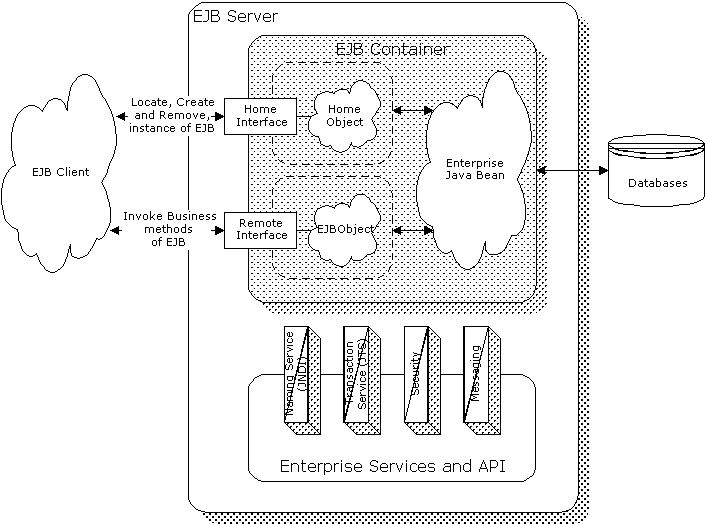 EJB Server
EJB Container
Locate, Create
and Remove,
instance of EJB
Home
Interface
Home
Object
EJB Client
Enterprise
Java Bean
Databases
Invoke Business
methods
of EJB
Remote
Interface
EJBObject
Naming Service
(JNDI)
Transaction
Service (JTS)
Security
Messaging
Enterprise Services and API